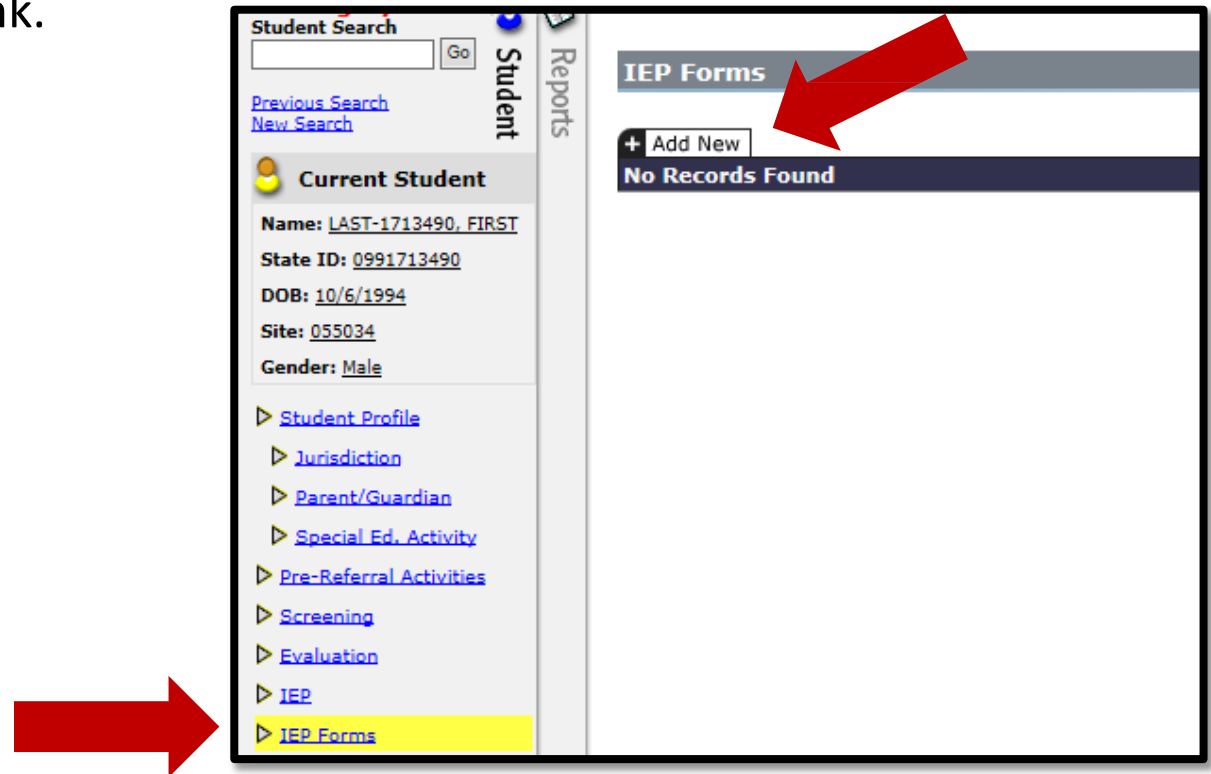 Student Search
Go
Previous Search
New Search
Student
Reports
Current Student
Name: LAST-1713490, FIRST
State ID: 0991713490
DOB: 10/6/1994
Site: 055034
Gender: Male
Student Profile
Jurisdiction
Parent/Guardian
Special Ed. Activity
Pre-Referral Activities
Screening
Evaluation
IEP
IEP Forms
IEP Forms
+ Add New
No Records Found